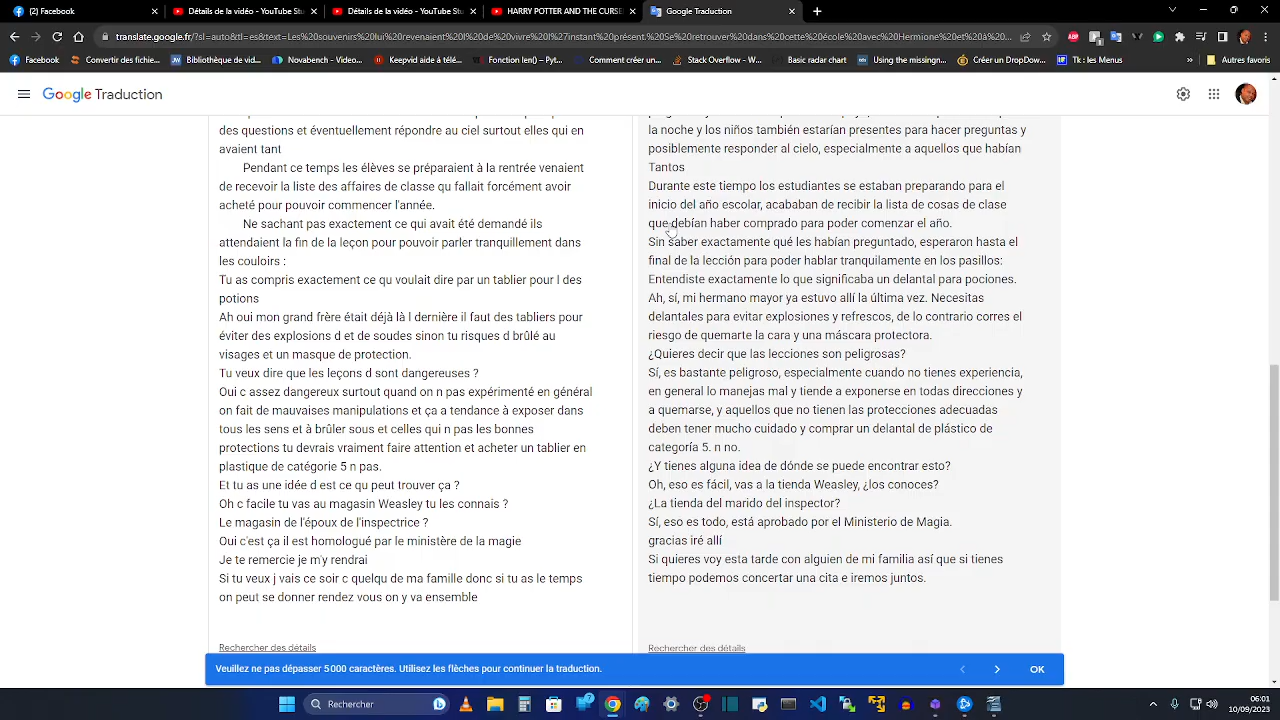 (2) Facebook
Détails de la vidéo - YouTube Stu
Détails de la vidéo - YouTube Stu
HARRY POTTER AND THE CURSE
Google Traduction
translate.google.fr/?sl=auto&tl=es&text=Les%20souvenirs%20lui%20revenaient%20l%20de%20vivre%20l%27instant%20présent.%20Se%20retrouver%20dans%20cette%20école%20avec%20Hermione%20et%20à%20...
Facebook
Convertir des fichie...
Bibliothèque de vid...
Novabench - Videos
Keepvid aide à télé...
Fonction len() – Pyt...
Comment créer un...
Stack Overflow - W...
Basic radar chart
Using the missingn...
Créer un DropDow...
Tk : les Menus
»
Autres favoris
Google Traduction
des questions et éventuellement répondre au ciel surtout elles qui en
avaient tant
Pendant ce temps les élèves se préparaient à la rentrée venaient
de recevoir la liste des affaires de classe qu fallait forcément avoir
acheté pour pouvoir commencer l'année.
Ne sachant pas exactement ce qui avait été demandé ils
attendaient la fin de la leçon pour pouvoir parler tranquillement dans
les couloirs :
Tu as compris exactement ce qu voulait dire par un tablier pour l des
potions
Ah oui mon grand frère était déjà là l dernière il faut des tabliers pour
éviter des explosions d et de soudes sinon tu risques d brûlé au
visages et un masque de protection.
Tu veux dire que les leçons d sont dangereuses ?
Oui c assez dangereux surtout quand on n pas expérimenté en général
on fait de mauvaises manipulations et ça a tendance à exposer dans
tous les sens et à brûler sous et celles qui n pas les bonnes
protections tu devrais vraiment faire attention et acheter un tablier en
plastique de catégorie 5 n pas.
Et tu as une idée d est ce qu peut trouver ça ?
Oh c facile tu vas au magasin Weasley tu les connais ?
Le magasin de l'époux de l'inspectrice ?
Oui c'est ça il est homologué par le ministère de la magie
Je te remercie je m'y rendrai
Si tu veux j vais ce soir c quelqu de ma famille donc si tu as le temps
on peut se donner rendez vous on y va ensemble
Rechercher des détails
la noche y los niños también estarían presentes para hacer preguntas y
posiblemente responder al cielo, especialmente a aquellos que habían
Tantos
Durante este tiempo los estudiantes se estaban preparando para el
inicio del año escolar, acababan de recibir la lista de cosas de clase
que debían haber comprado para poder comenzar el año.
Sin saber exactamente qué les habían preguntado, esperaron hasta el
final de la lección para poder hablar tranquilamente en los pasillos:
Entendiste exactamente lo que significaba un delantal para pociones.
Ah, sí, mi hermano mayor ya estuvo allí la última vez. Necesitas
delantales para evitar explosiones y refrescos, de lo contrario corres el
riesgo de quemarte la cara y una máscara protectora.
¿Quieres decir que las lecciones son peligrosas?
Sí, es bastante peligroso, especialmente cuando no tienes experiencia,
en general lo manejas mal y tiende a exponerse en todas direcciones y
a quemarse, y aquellos que no tienen las protecciones adecuadas
deben tener mucho cuidado y comprar un delantal de plástico de
categoría 5. n no.
¿Y tienes alguna idea de dónde se puede encontrar esto?
Oh, eso es fácil, vas a la tienda Weasley, ¿los conoces?
¿La tienda del marido del inspector?
Sí, eso es todo, está aprobado por el Ministerio de Magia.
gracias iré allí
Si quieres voy esta tarde con alguien de mi familia así que si tienes
tiempo podemos concertar una cita e iremos juntos.
Rechercher des détails
Veuillez ne pas dépasser 5 000 caractères. Utilisez les flèches pour continuer la traduction.
OK
Rechercher
06:01
10/09/2023